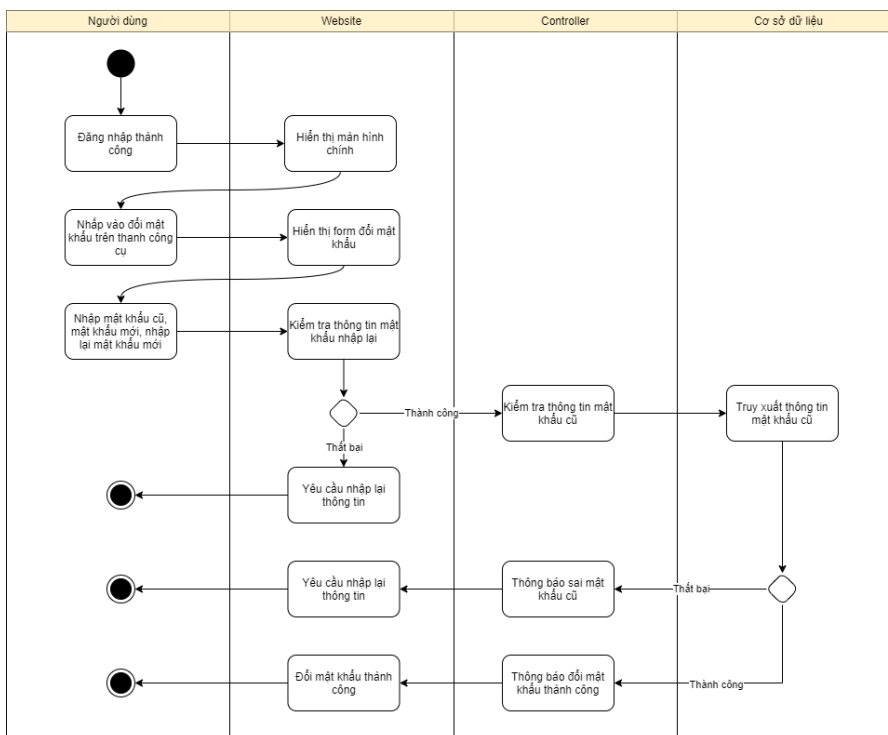 Người dùng
Website
Controller
Cơ sở dữ liệu
Đăng nhập thành
công
Hiển thị màn hình
chính
Nhấp vào đổi mật
khẩu trên thanh công
cụ
Hiển thị form đổi mật
khẩu
Nhập mật khẩu cũ,
mật khẩu mới, nhập
lại mật khẩu mới
Kiểm tra thông tin mật
khẩu nhập lại
Thành công
Kiểm tra thông tin mật
khẩu cũ
Truy xuất thông tin
mật khẩu cũ
Thất bại
Yêu cầu nhập lại
thông tin
Yêu cầu nhập lại
thông tin
Thông báo sai mật
khẩu cũ
Thất bại
Đổi mật khẩu thành
công
Thông báo đổi mật
khẩu thành công
Thành công